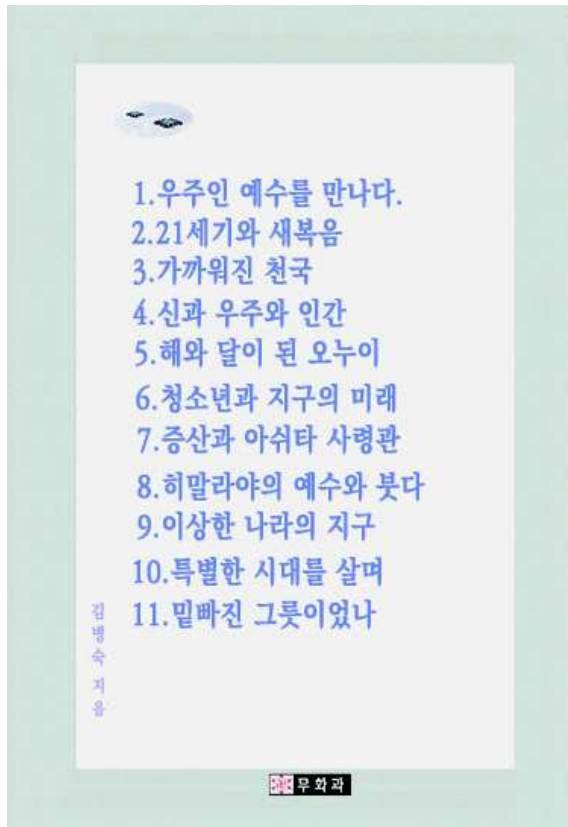 1.우주인 예수를 만나다.
2.21세기와 새복음
3.가까워진 천국
4.신과 우주와 인간
5.해와 달이 된 오누이
6.청소년과 지구의 미래
7.증산과 아쉬타 사령관
8.히말라야의 예수와 붓다
9.이상한 나라의 지구
10.특별한 시대를 살며
11.밑빠진 그릇이었나
김병숙 지음
무화과